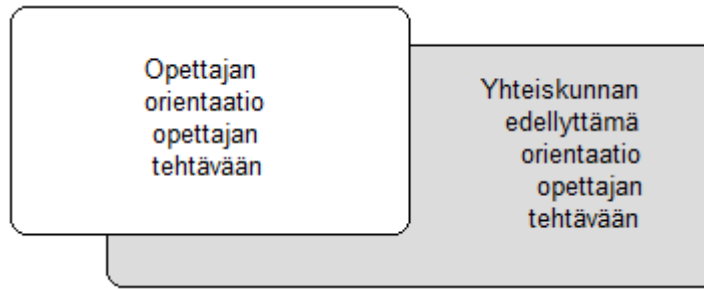 Opettajan
orientaatio
opettajan
tehtävään
Yhteiskunnan
edellyttämä
orientaatio
opettajan
tehtävään